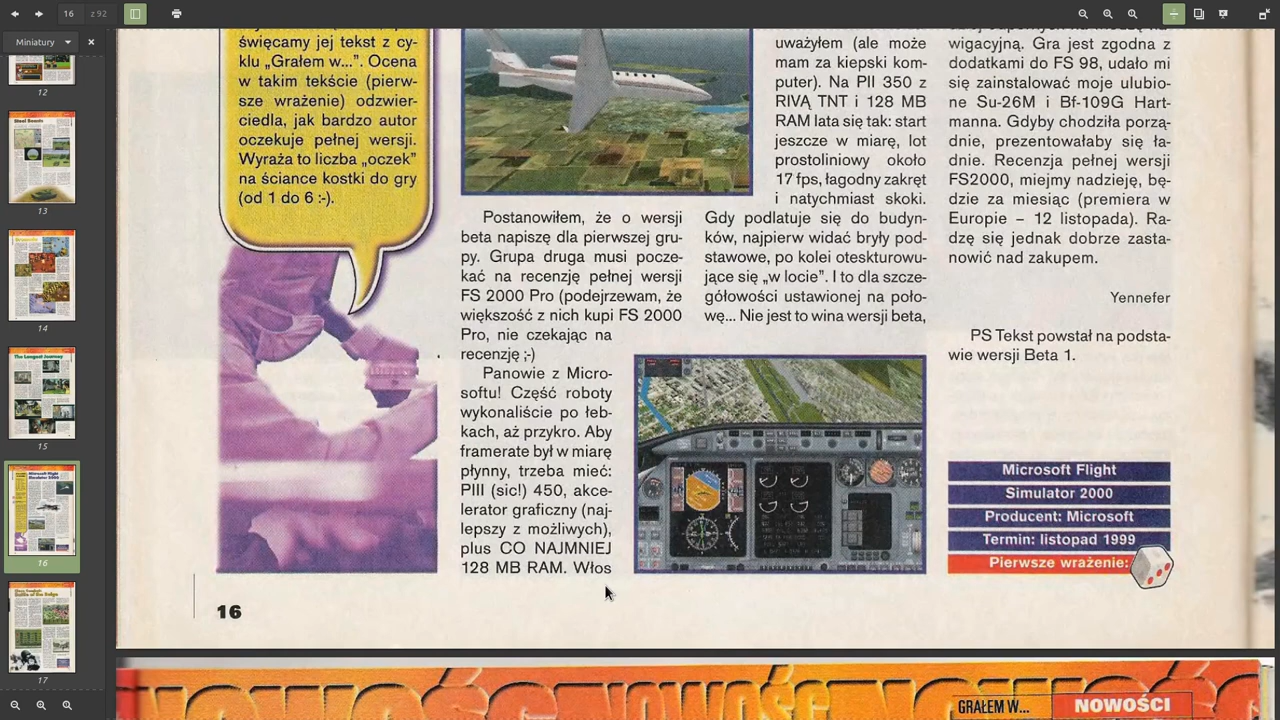 16
z 92
Miniatury
12
13
14
15
16
17
święcamy jej tekst z cy-
klu „Grałem w...". Ocena
w takim tekście (pierw-
sze wrażenie) odzwier-
ciedla, jak bardzo autor
oczekuje pełnej wersji.
Wyraża to liczba „oczek"
na ściance kostki do gry
(od 1 do 6 :-).
Postanowiłem, że o wersji
beta napiszę dla pierwszej gru-
py. Grupa druga musi pocze-
kać na recenzję pełnej wersji
FS 2000 Pro (podejrzewam, że
większość z nich kupi FS 2000
Pro, nie czekając na
recenzję ;-)
Panowie z Micro-
softu! Część roboty
wykonaliście po łeb-
kach, aż przykro. Aby
framerate był w miarę
płynny, trzeba mieć:
PIII (sic!) 450, akce-
lerator graficzny (naj-
lepszy z możliwych),
plus CO NAJMNIEJ
128 MB RAM. Włos
uważyłem (ale może
mam za kiepski kom-
puter). Na PII 350 z
RIVĄ TNT i 128 MB
RAM lata się tak: start
jeszcze w miarę, lot
prostoliniowy około
17 fps, łagodny zakręt
i natychmiast skoki.
Gdy podlatuje się do budyn-
ków, najpierw widać bryły pod-
stawowe, po kolei oteskturowu-
jące się „w locie". I to dla szcze-
gółowości ustawionej na poło-
wę... Nie jest to wina wersji beta,
wigacyjną. Gra jest zgodna z
dodatkami do FS 98, udało mi
się zainstalować moje ulubio-
ne Su-26M i Bf-109G Hart-
manna. Gdyby chodziła porzą-
dnie, prezentowałaby się ła-
dnie. Recenzja pełnej wersji
FS2000, miejmy nadzieję, bę-
dzie za miesiąc (premiera w
Europie – 12 listopada). Ra-
dzę się jednak dobrze zasta-
nowić nad zakupem.
Yennefer
PS Tekst powstał na podsta-
wie wersji Beta 1.
Microsoft Flight
Simulator 2000
Producent: Microsoft
Termin: listopad 1999
Pierwsze wrażenie:
16
NOWOŚĆ NOWOŚĆ
GRAŁEM W...
NOWOŚCI